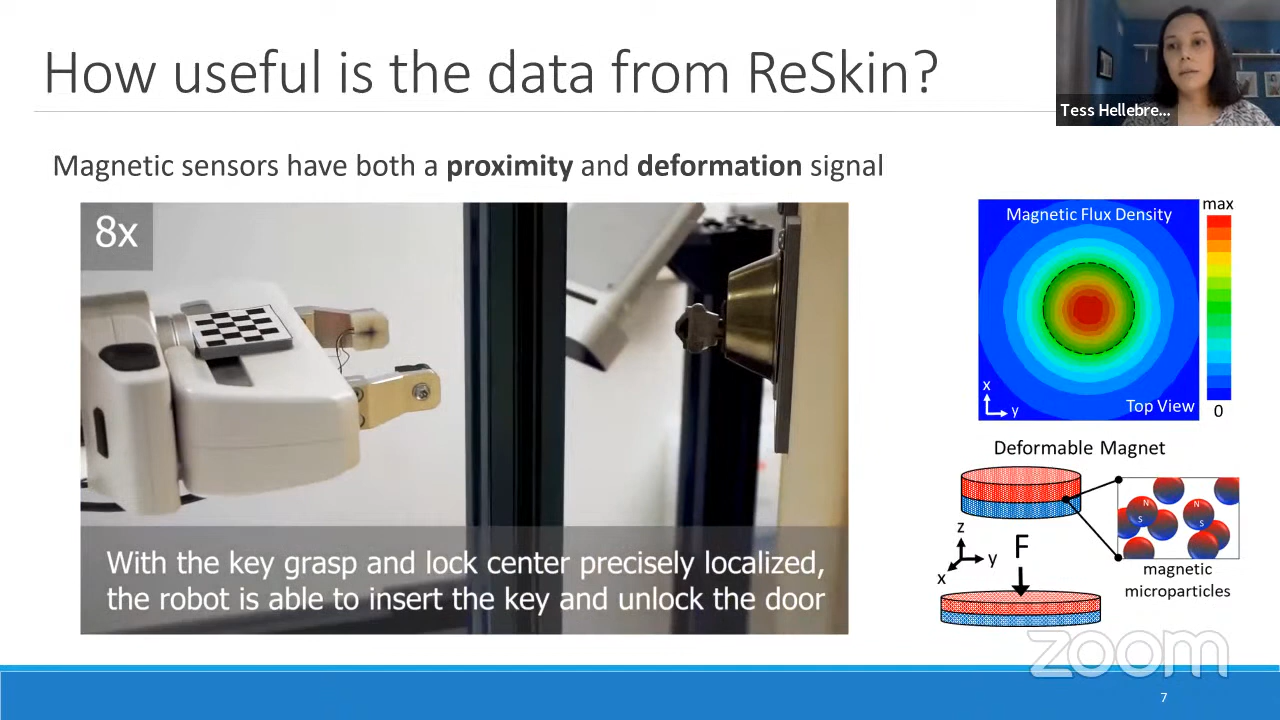 How useful is the data from ReSkin?
Tess Hellebre...
Magnetic sensors have both a proximity and deformation signal
8x
With the key grasp and lock center precisely localized,
the robot is able to insert the key and unlock the door
Magnetic Flux Density
max
x
y
Top View
0
Deformable Magnet
N
S
N
S
z
y
x
F
magnetic
microparticles
zoom
7